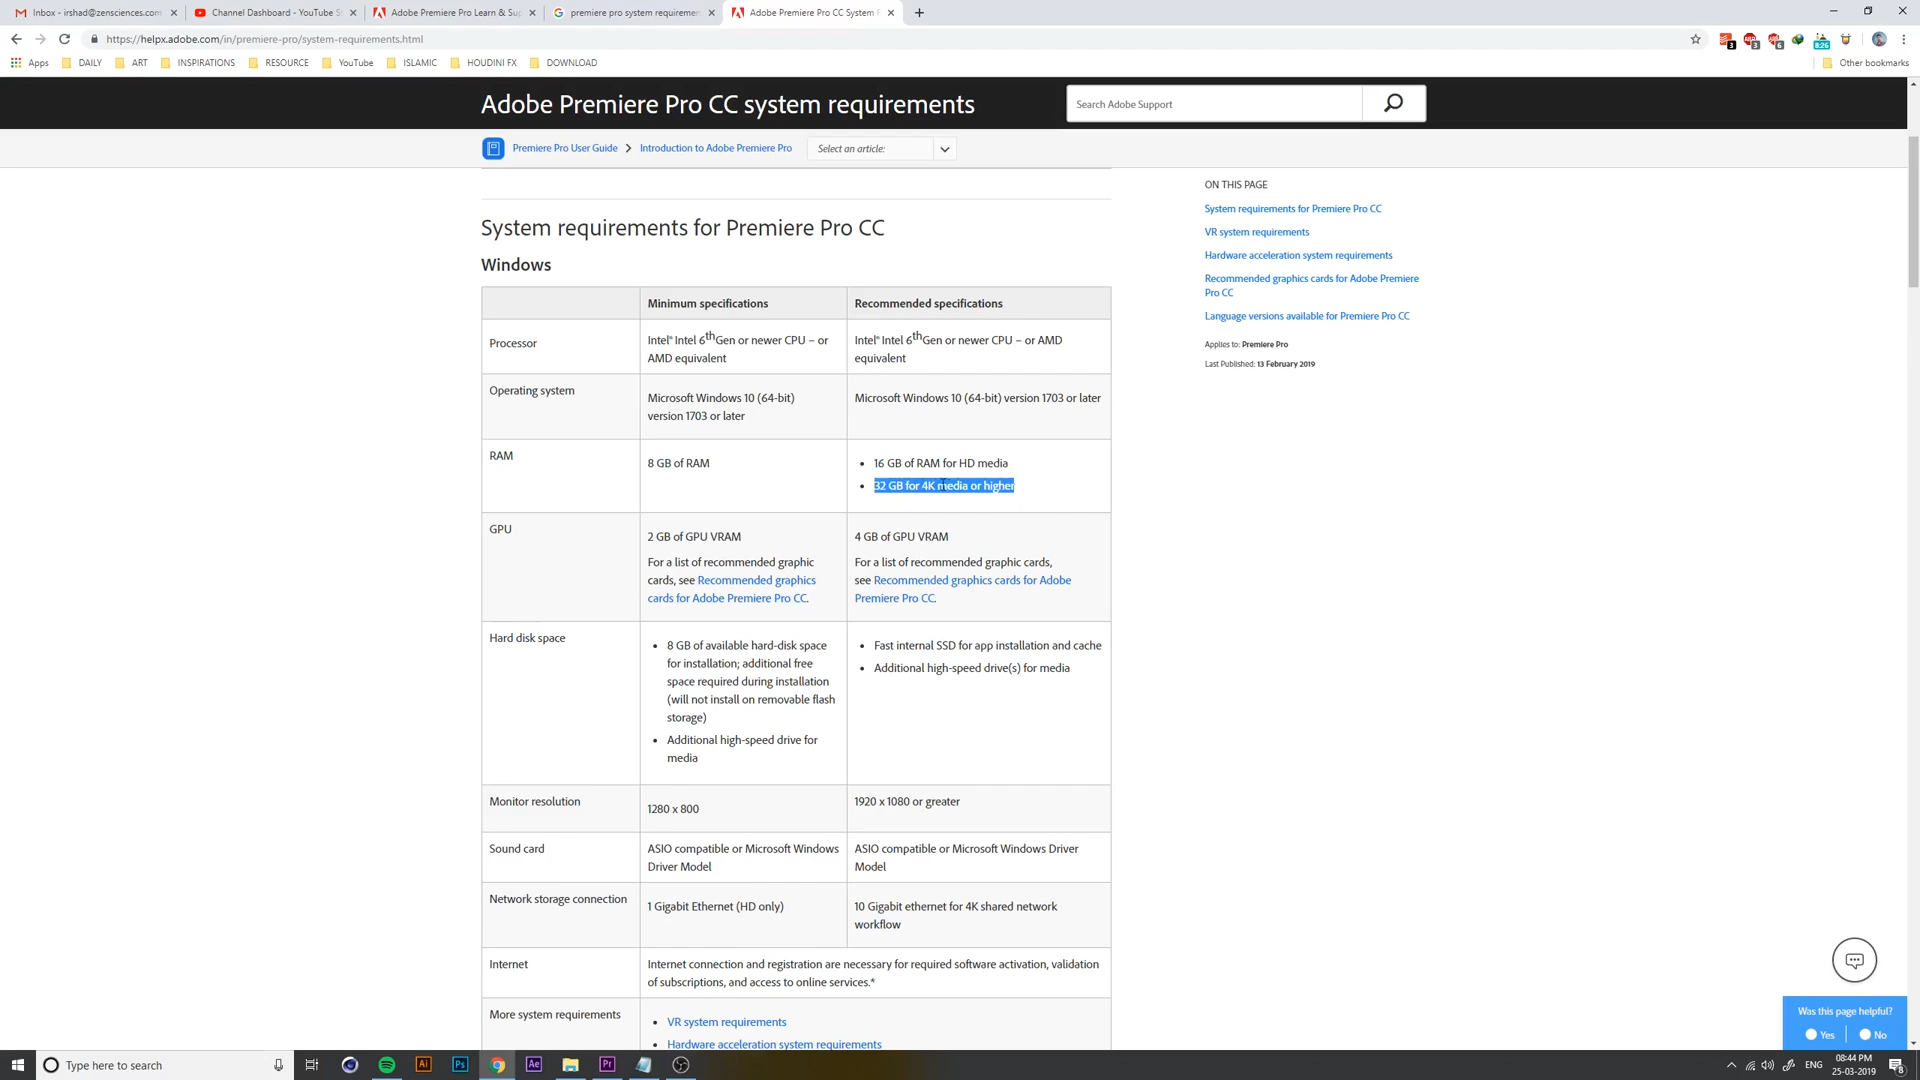 Inbox - irshad@zensciences.com
Channel Dashboard - YouTube S
Adobe Premiere Pro Learn & Sup
premiere pro system requiremen
Adobe Premiere Pro CC System R
https://helpx.adobe.com/in/premiere-pro/system-requirements.html
3
3
6
8:26
Apps
DAILY
ART
INSPIRATIONS
RESOURCE
YouTube
ISLAMIC
HOUDINI FX
DOWNLOAD
Other bookmarks
Adobe Premiere Pro CC system requirements
Search Adobe Support
Premiere Pro User Guide
Introduction to Adobe Premiere Pro
Select an article:
System requirements for Premiere Pro CC
Windows
Minimum specifications
Recommended specifications
Processor
Intel® Intel 6thGen or newer CPU – or
AMD equivalent
Intel® Intel 6thGen or newer CPU – or AMD
equivalent
Operating system
Microsoft Windows 10 (64-bit)
version 1703 or later
Microsoft Windows 10 (64-bit) version 1703 or later
RAM
8 GB of RAM
• 16 GB of RAM for HD media
• 32 GB for 4K media or higher
GPU
2 GB of GPU VRAM
For a list of recommended graphic
cards, see Recommended graphics
cards for Adobe Premiere Pro CC.
4 GB of GPU VRAM
For a list of recommended graphic cards,
see Recommended graphics cards for Adobe
Premiere Pro CC.
Hard disk space
• 8 GB of available hard-disk space
for installation; additional free
space required during installation
(will not install on removable flash
storage)
• Additional high-speed drive for
media
• Fast internal SSD for app installation and cache
• Additional high-speed drive(s) for media
Monitor resolution
1280 x 800
1920 x 1080 or greater
Sound card
ASIO compatible or Microsoft Windows
Driver Model
ASIO compatible or Microsoft Windows Driver
Model
Network storage connection
1 Gigabit Ethernet (HD only)
10 Gigabit ethernet for 4K shared network
workflow
Internet
Internet connection and registration are necessary for required software activation, validation
of subscriptions, and access to online services.*
More system requirements
• VR system requirements
• Hardware acceleration system requirements
ON THIS PAGE
System requirements for Premiere Pro CC
VR system requirements
Hardware acceleration system requirements
Recommended graphics cards for Adobe Premiere
Pro CC
Language versions available for Premiere Pro CC
Applies to: Premiere Pro
Last Published: 13 February 2019
Was this page helpful?
Yes
No
Type here to search
Ai
Ps
Ae
Pr
ENG
08:44 PM
25-03-2019
8